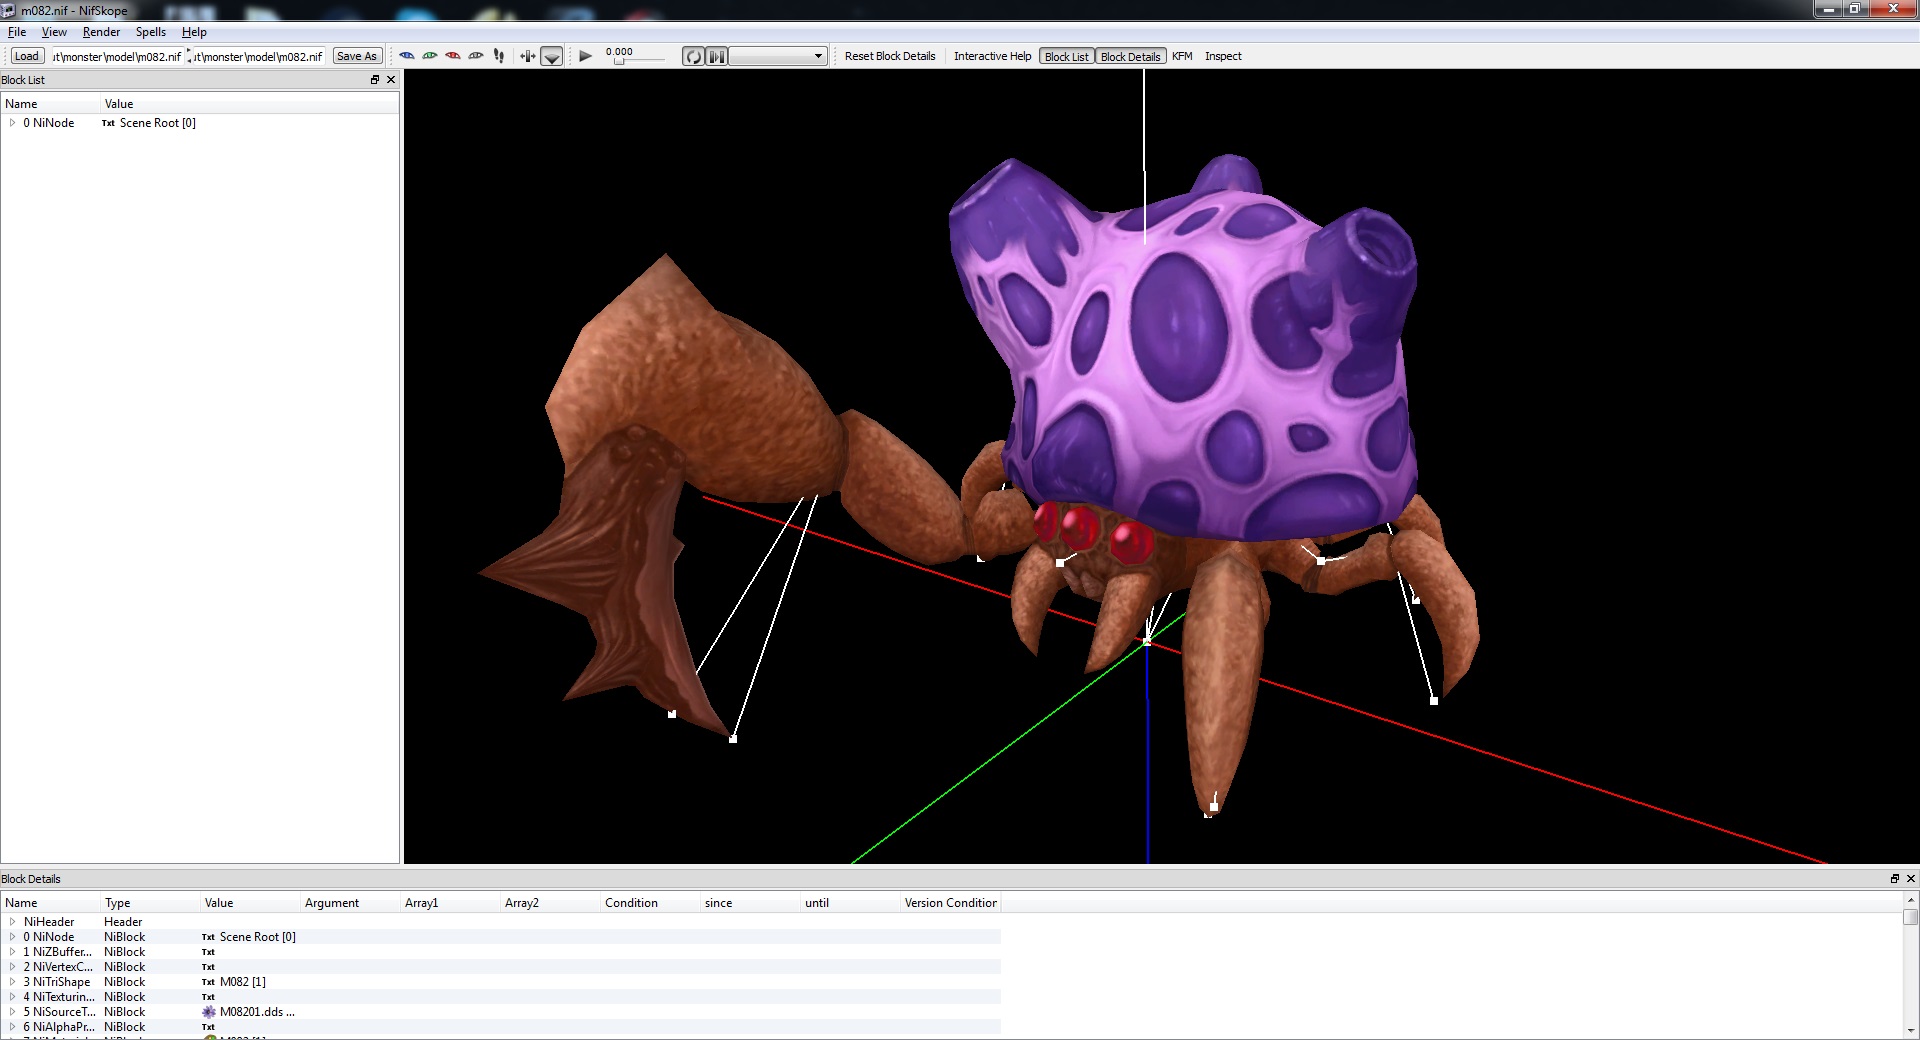 m082.nif - NifSkope
File View Render Spells Help
Load ut\monster\model\m082.nif ut\monster\model\m082.nif Save As 0.000 Reset Block Details Interactive Help Block List Block Details KFM Inspect
Block List
Name Value
0 NiNode Txt Scene Root [0]
Block Details
Name Type Value Argument Array1 Array2 Condition since until Version Condition
NiHeader Header
0 NiNode NiBlock Txt Scene Root [0]
1 NiZBuffer... NiBlock Txt
2 NiVertexC... NiBlock Txt
3 NiTriShape NiBlock Txt M082 [1]
4 NiTexturin... NiBlock Txt
5 NiSourceT... NiBlock M08201.dds ...
6 NiAlphaPr... NiBlock Txt